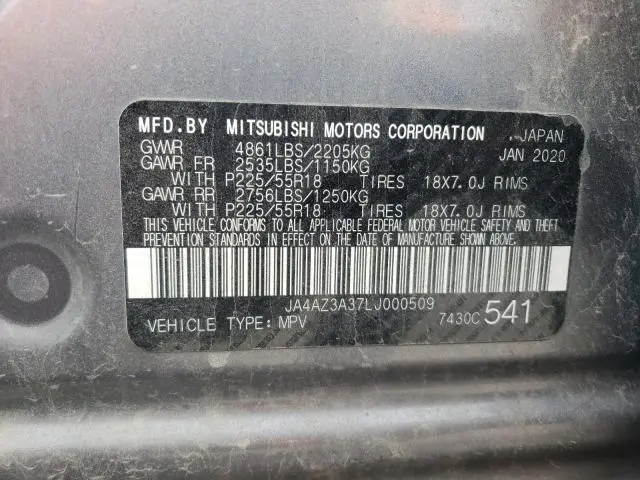 MFD.BY MITSUBISHI MOTORS CORPORATION . JAPAN
GVWR 4861LBS/2205KG JAN 2020
GAWR FR 2535LBS/1150KG
WITH P225/55R18 TIRES 18X7.0J RIMS
GAWR RR 2756LBS/1250KG
WITH P225/55R18 TIRES 18X7.0J RIMS
THIS VEHICLE CONFORMS TO ALL APPLICABLE FEDERAL MOTOR VEHICLE SAFETY AND THEFT
PREVENTION STANDARDS IN EFFECT ON THE DATE OF MANUFACTURE SHOWN ABOVE.
JA4AZ3A37LJ000509
VEHICLE TYPE: MPV 7430C 541